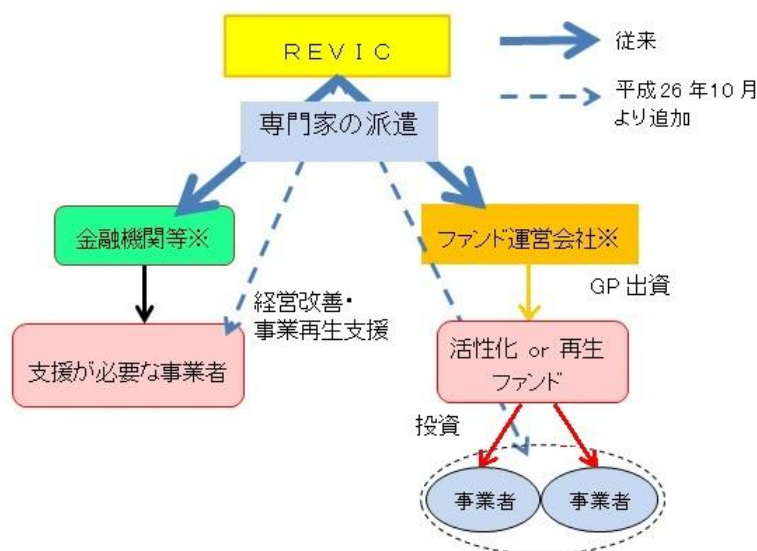 REVIC
従来
平成26年10月
より追加
専門家の派遣
金融機関等※
ファンド運営会社※
GP出資
経営改善・
事業再生支援
支援が必要な事業者
活性化 or 再生
ファンド
投資
事業者
事業者